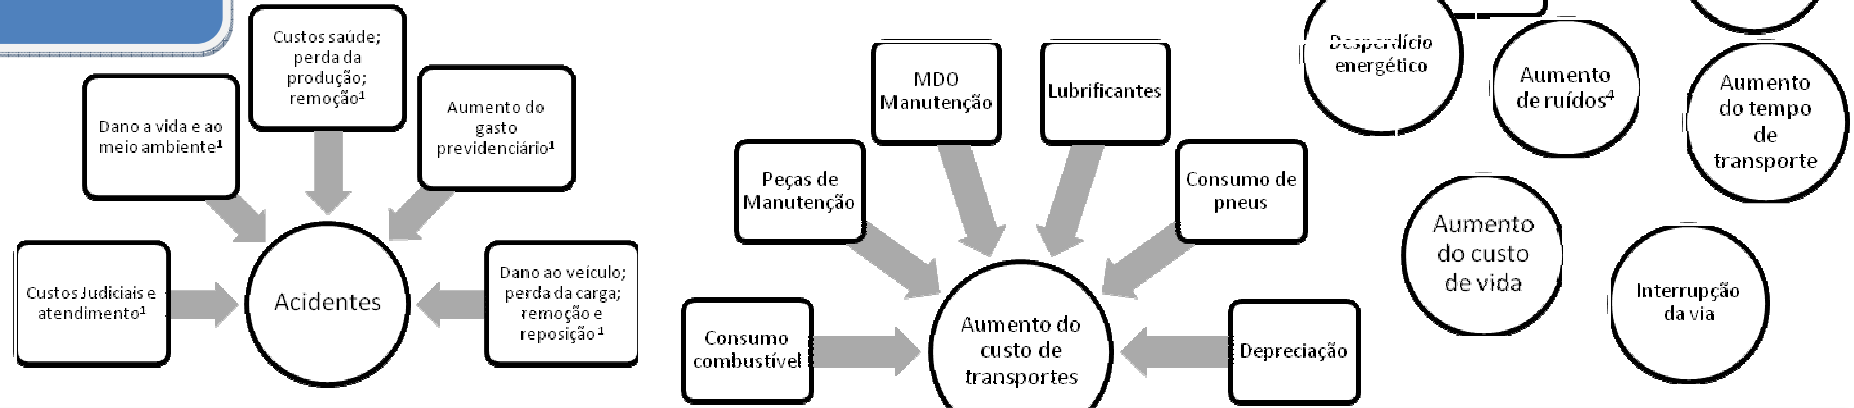 Custos saúde;
perda da
produção;
remoção¹
Dano a vida e ao
meio ambiente¹
Aumento do
gasto
previdenciário¹
Custos Judiciais e
atendimento¹
Acidentes
Dano ao veículo;
perda da carga;
remoção e
reposição¹
MDO
Manutenção
Lubrificantes
Peças de
Manutenção
Consumo de
pneus
Consumo
combustível
Aumento do
custo de
transportes
Depreciação
Desperdício
energético
Aumento
de ruídos⁴
Aumento
do tempo
de
transporte
Aumento
do custo
de vida
Interrupção
da via